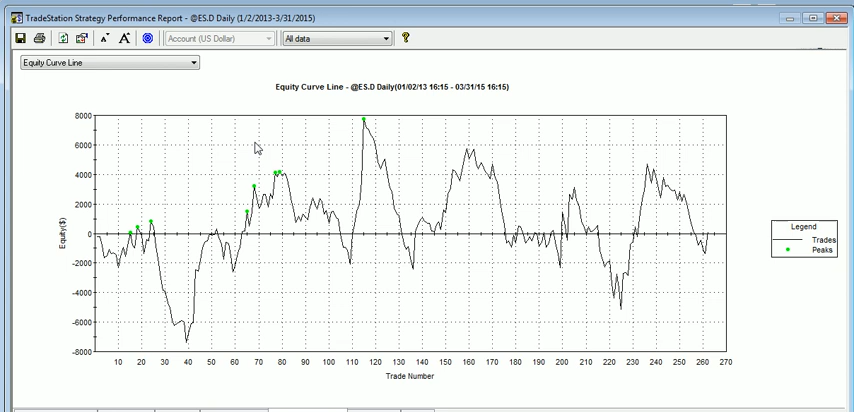 TradeStation Strategy Performance Report - @ES.D Daily (1/2/2013-3/31/2015)
A A Account (US Dollar) All data ?
Equity Curve Line
Equity Curve Line - @ES.D Daily(01/02/13 16:15 - 03/31/15 16:15)
8000
6000
4000
2000
0
-2000
-4000
-6000
-8000
Equity($)
10 20 30 40 50 60 70 80 90 100 110 120 130 140 150 160 170 180 190 200 210 220 230 240 250 260 270
Trade Number
Legend
Trades
Peaks